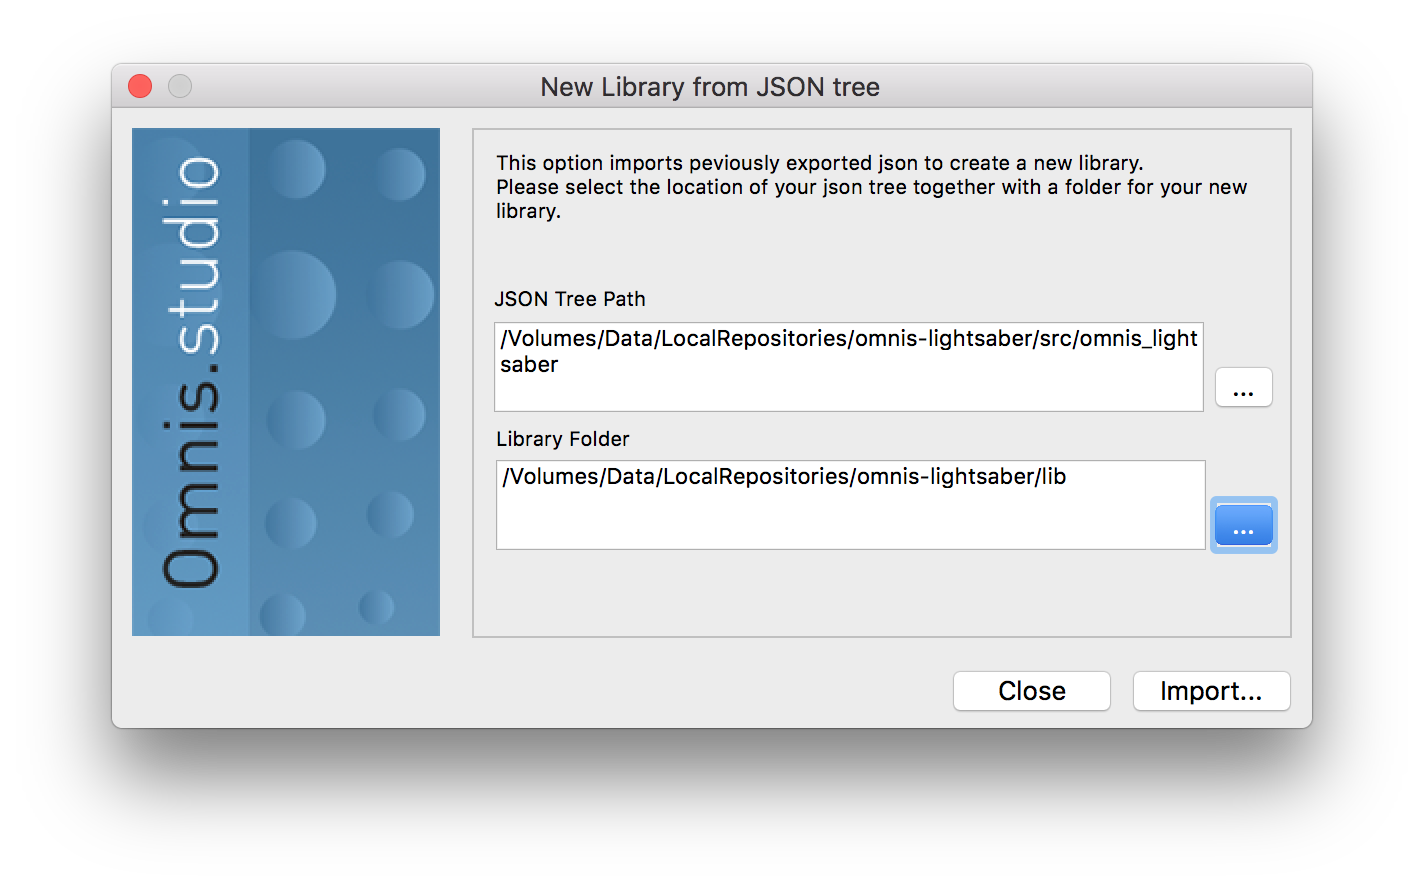 New Library from JSON tree
Omnis.studio
This option imports peviously exported json to create a new library.
Please select the location of your json tree together with a folder for your new
library.
JSON Tree Path
/Volumes/Data/LocalRepositories/omnis-lightsaber/src/omnis_light
saber
...
Library Folder
/Volumes/Data/LocalRepositories/omnis-lightsaber/lib
...
Close
Import...